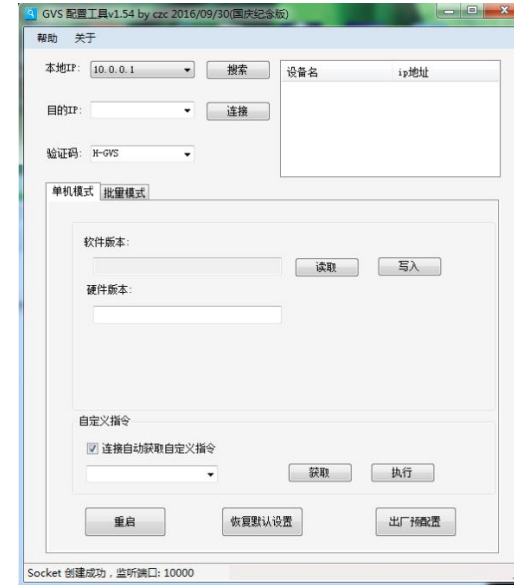 GVS 配置工具v1.54 by czc 2016/09/30(国庆纪念版)
帮助 关于
本地IP: 10.0.0.1 搜索
设备名 ip地址
目的IP: 连接
验证码: H-GVS
单机模式 批量模式
软件版本:
读取 写入
硬件版本:
自定义指令
连接自动获取自定义指令
获取 执行
重启 恢复默认设置 出厂预配置
Socket 创建成功，监听端口: 10000